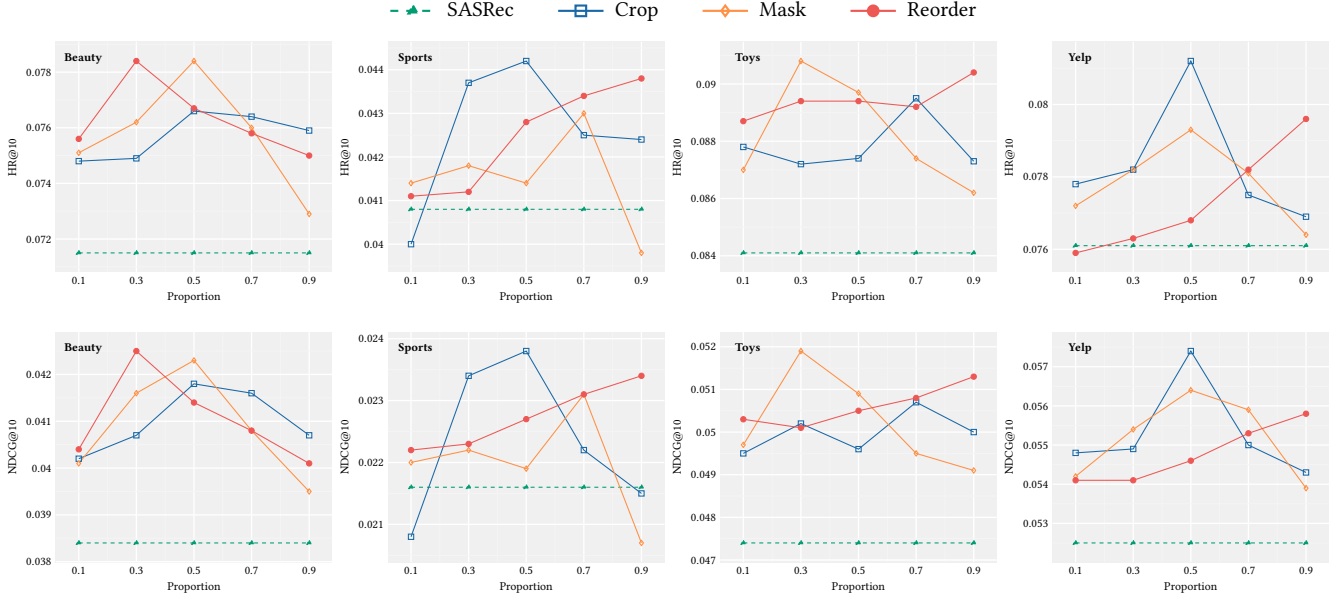 SASRec Crop Mask Reorder
Beauty
HR@10
0.078
0.076
0.074
0.072
0.1 0.3 0.5 0.7 0.9
Proportion
Sports
HR@10
0.044
0.043
0.042
0.041
0.04
0.1 0.3 0.5 0.7 0.9
Proportion
Toys
HR@10
0.09
0.088
0.086
0.084
0.1 0.3 0.5 0.7 0.9
Proportion
Yelp
HR@10
0.08
0.078
0.076
0.1 0.3 0.5 0.7 0.9
Proportion
Beauty
NDCG@10
0.042
0.041
0.04
0.039
0.038
0.1 0.3 0.5 0.7 0.9
Proportion
Sports
NDCG@10
0.024
0.023
0.022
0.021
0.1 0.3 0.5 0.7 0.9
Proportion
Toys
NDCG@10
0.052
0.051
0.05
0.049
0.048
0.047
0.1 0.3 0.5 0.7 0.9
Proportion
Yelp
NDCG@10
0.057
0.056
0.055
0.054
0.053
0.1 0.3 0.5 0.7 0.9
Proportion